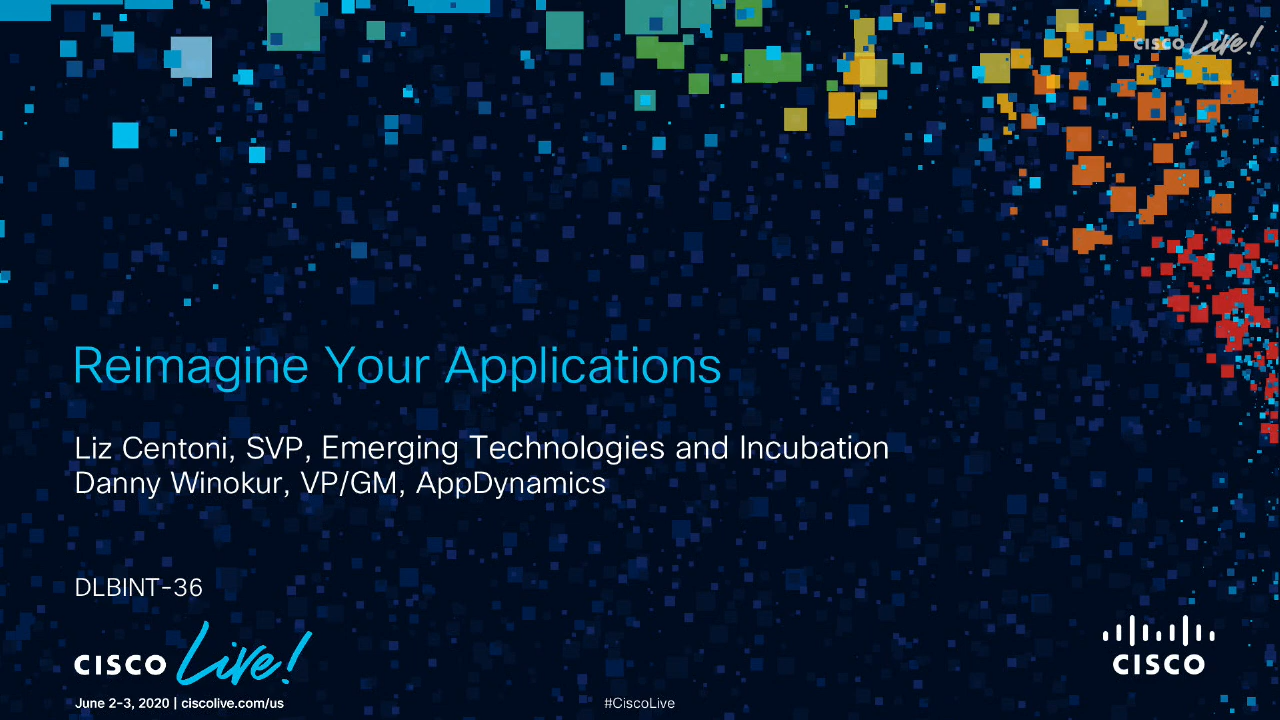 CISCO Live!
Reimagine Your Applications
Liz Centoni, SVP, Emerging Technologies and Incubation
Danny Winokur, VP/GM, AppDynamics
DLBINT-36
CISCO Live!
CISCO
June 2-3, 2020 | ciscolive.com/us
#CiscoLive